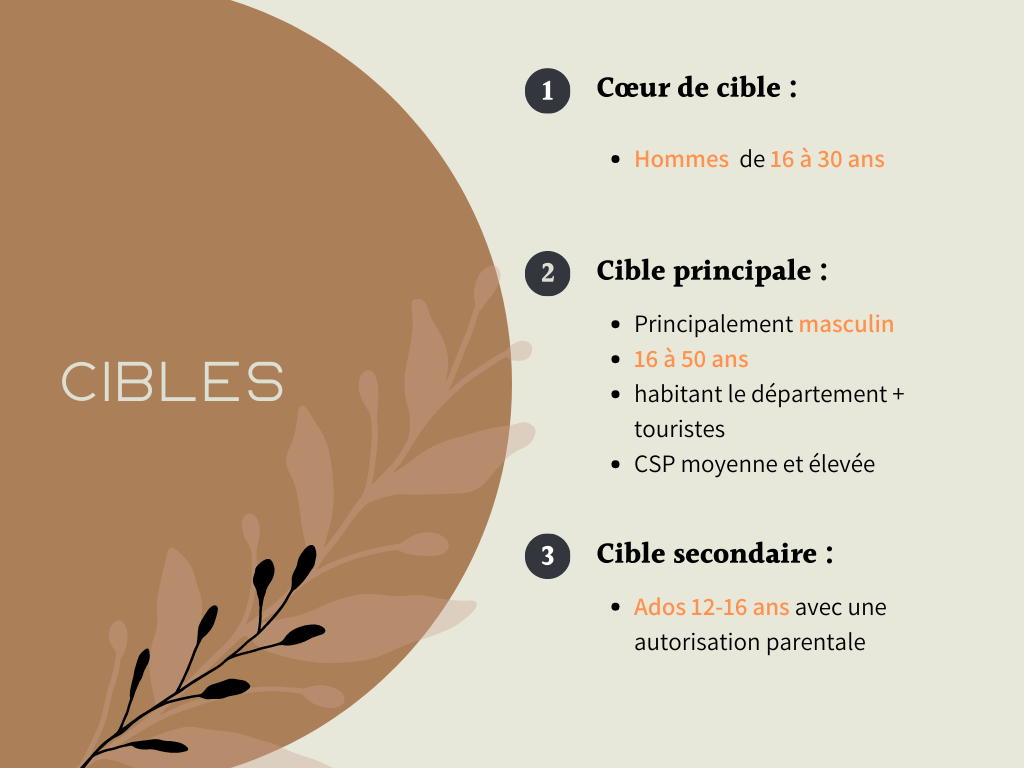 CIBLES
1 Cœur de cible :
• Hommes de 16 à 30 ans
2 Cible principale :
• Principalement masculin
• 16 à 50 ans
• habitant le département +
touristes
• CSP moyenne et élevée
3 Cible secondaire :
• Ados 12-16 ans avec une
autorisation parentale